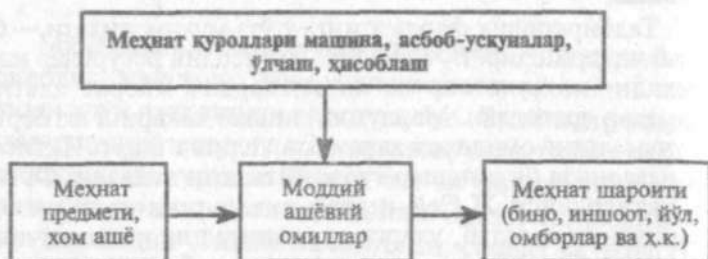 Меҳнат қуроллари машина, асбоб-ускуналар,
ўлчаш, ҳисоблаш
Меҳнат
предмети,
хом ашё
Моддий
ашёвий
омиллар
Меҳнат шароити
(бино, иншоот, йўл,
омборлар ва ҳ.к.)